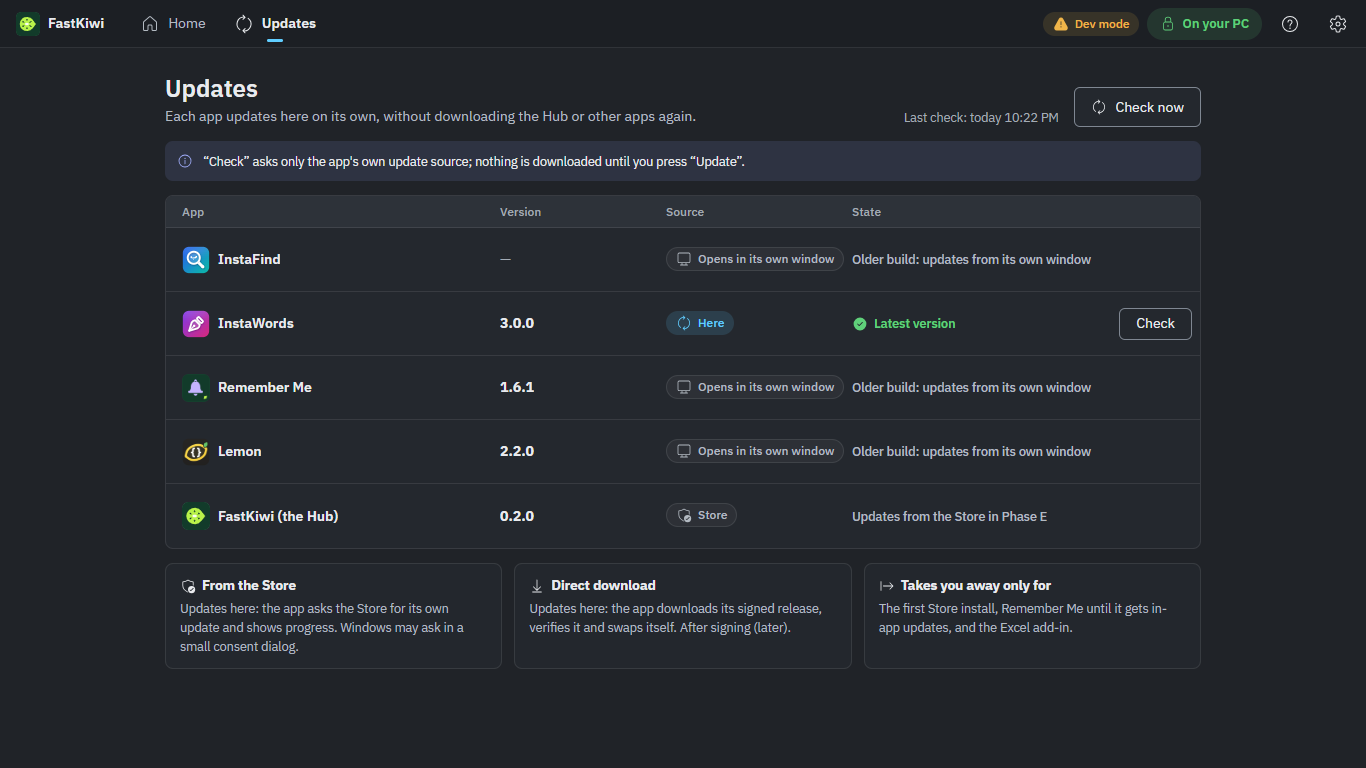 FastKiwi
Home
Updates
Dev mode
On your PC
Updates
Each app updates here on its own, without downloading the Hub or other apps again.
Last check: today 10:22 PM
Check now
“Check” asks only the app's own update source; nothing is downloaded until you press “Update”.
App Version Source State
InstaFind — Opens in its own window Older build: updates from its own window
InstaWords 3.0.0 Here Latest version Check
Remember Me 1.6.1 Opens in its own window Older build: updates from its own window
Lemon 2.2.0 Opens in its own window Older build: updates from its own window
FastKiwi (the Hub) 0.2.0 Store Updates from the Store in Phase E
From the Store
Updates here: the app asks the Store for its own
update and shows progress. Windows may ask in a
small consent dialog.
Direct download
Updates here: the app downloads its signed release,
verifies it and swaps itself. After signing (later).
Takes you away only for
The first Store install, Remember Me until it gets in-
app updates, and the Excel add-in.